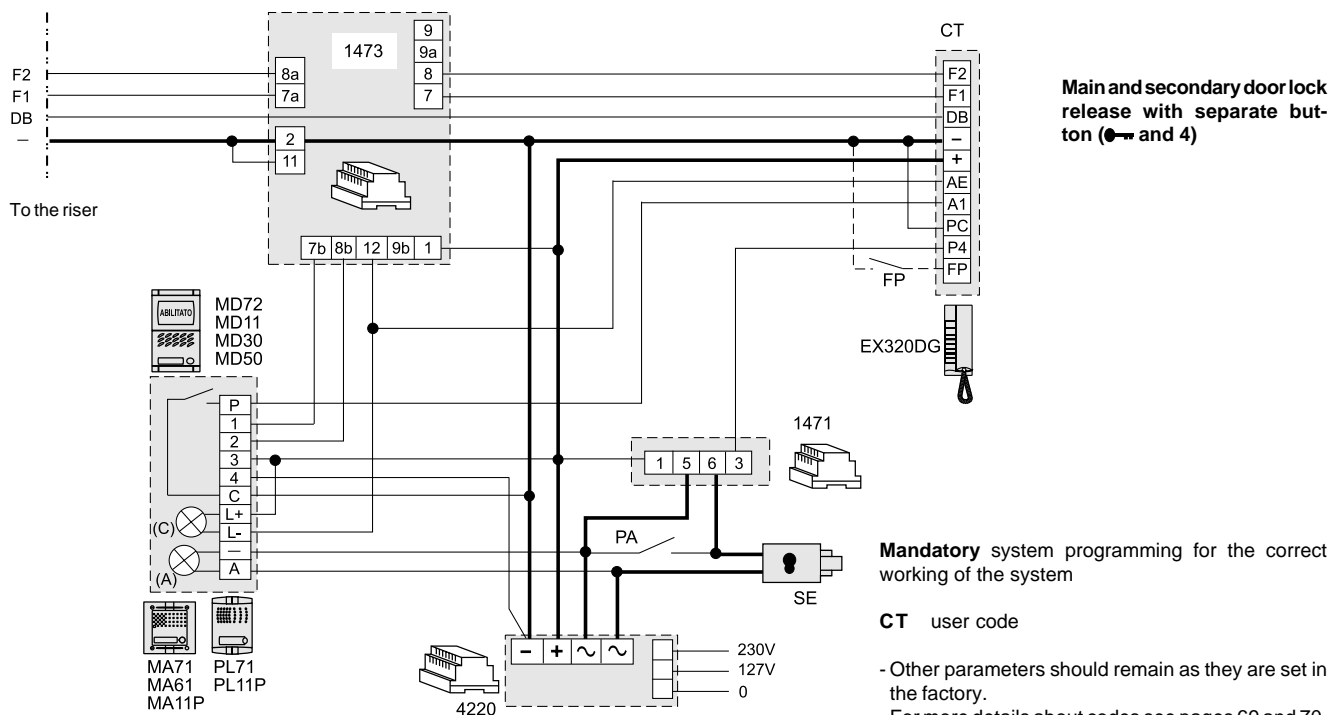 1473
9
9a
8
7
8a
7a
2
11
7b 8b 12 9b 1
F2
F1
DB
–
To the riser
CT
F2
F1
DB
–
+
AE
A1
PC
P4
FP
FP
EX320DG
Main and secondary door lock
release with separate but-
ton ( and 4)
ABILITATO
MD72
MD11
MD30
MD50
P
1
2
3
4
C
L+
L-
–
A
(C)
(A)
MA71
MA61
MA11P
PL71
PL11P
1471
1 5 6 3
PA
SE
4220
- + ~ ~
230V
127V
0
Mandatory system programming for the correct
working of the system
CT user code
- Other parameters should remain as they are set in
the factory.